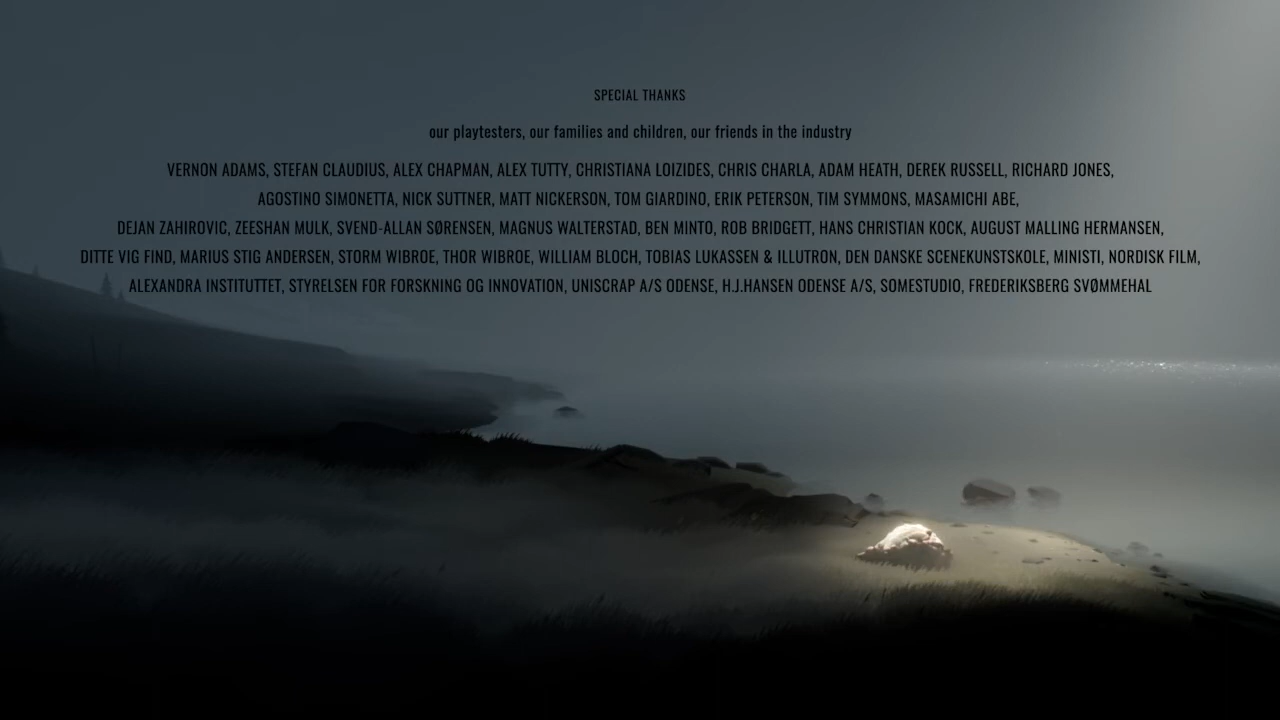 SPECIAL THANKS
our playtesters, our families and children, our friends in the industry
VERNON ADAMS, STEFAN CLAUDIUS, ALEX CHAPMAN, ALEX TUTTY, CHRISTIANA LOIZIDES, CHRIS CHARLA, ADAM HEATH, DEREK RUSSELL, RICHARD JONES,
AGOSTINO SIMONETTA, NICK SUTTNER, MATT NICKERSON, TOM GIARDINO, ERIK PETERSON, TIM SYMMONS, MASAMICHI ABE,
DEJAN ZAHIROVIC, ZEESHAN MULK, SVEND-ALLAN SØRENSEN, MAGNUS WALTERSTAD, BEN MINTO, ROB BRIDGETT, HANS CHRISTIAN KOCK, AUGUST MALLING HERMANSEN,
DITTE VIG FIND, MARIUS STIG ANDERSEN, STORM WIBROE, THOR WIBROE, WILLIAM BLOCH, TOBIAS LUKASSEN & ILLUTRON, DEN DANSKE SCENEKUNSTSKOLE, MINISTI, NORDISK FILM,
ALEXANDRA INSTITUTTET, STYRELSEN FOR FORSKNING OG INNOVATION, UNISCRAP A/S ODENSE, H.J.HANSEN ODENSE A/S, SOMESTUDIO, FREDERIKSBERG SVØMMEHAL